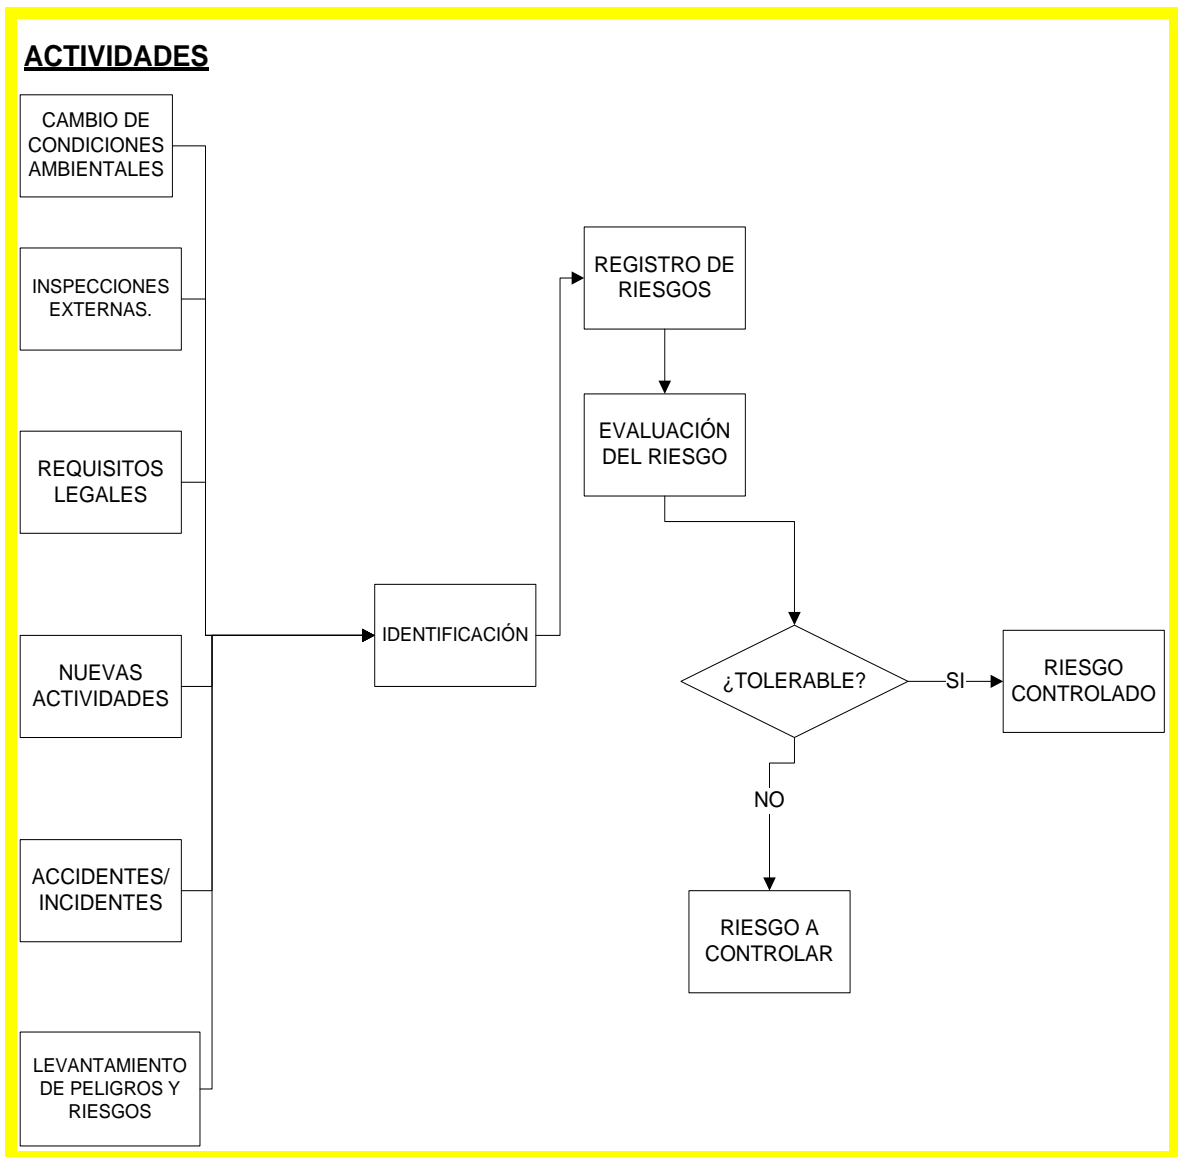 ACTIVIDADES
CAMBIO DE
CONDICIONES
AMBIENTALES
INSPECCIONES
EXTERNAS.
REQUISITOS
LEGALES
NUEVAS
ACTIVIDADES
ACCIDENTES/
INCIDENTES
LEVANTAMIENTO
DE PELIGROS Y
RIESGOS
IDENTIFICACIÓN
REGISTRO DE
RIESGOS
EVALUACIÓN
DEL RIESGO
¿TOLERABLE?
SI
RIESGO
CONTROLADO
NO
RIESGO A
CONTROLAR